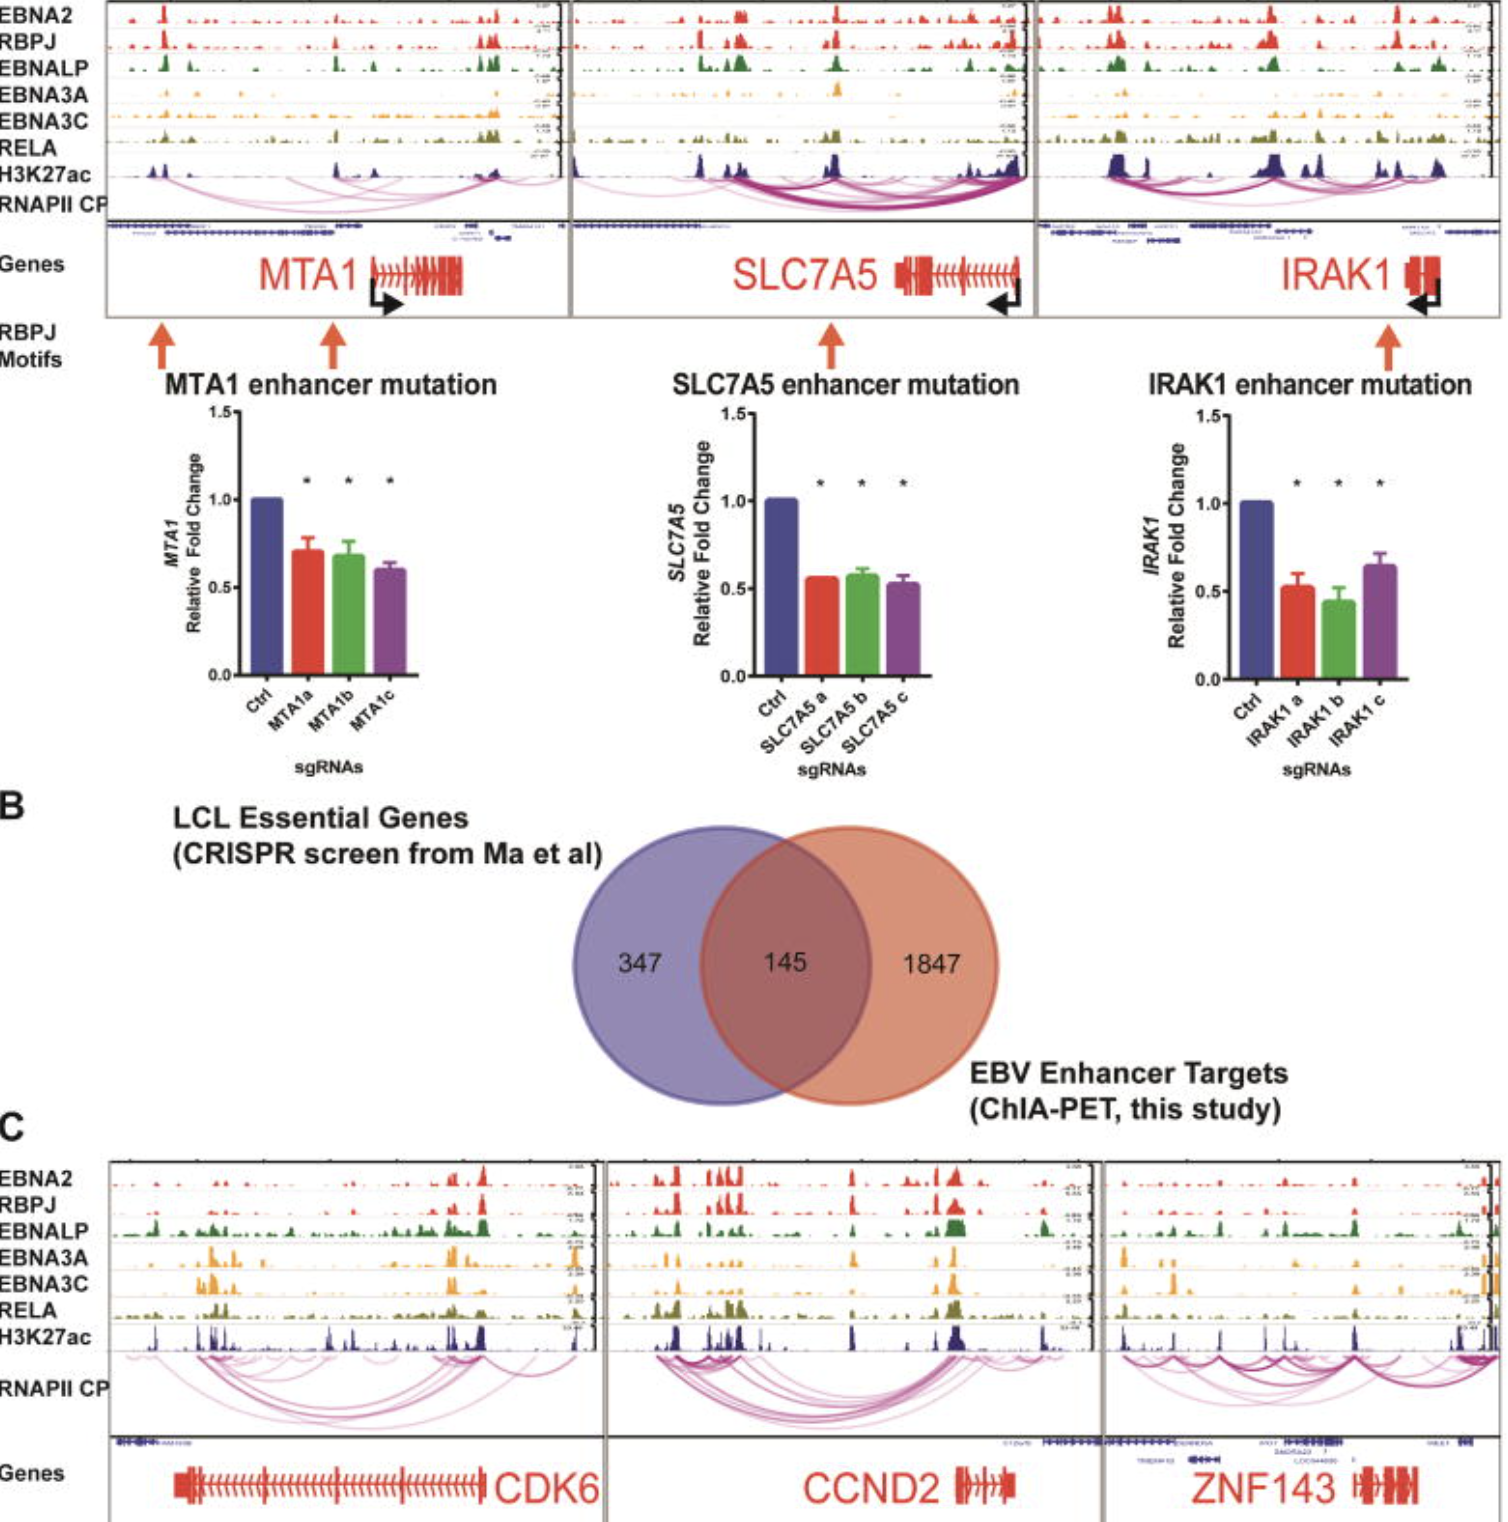 EBNA2
RBPJ
EBNALP
EBNA3A
EBNA3C
RELA
H3K27ac
RNAPII CP
Genes
MTA1
SLC7A5
IRAK1
RBPJ
Motifs
MTA1 enhancer mutation
SLC7A5 enhancer mutation
IRAK1 enhancer mutation
MTA1
Relative Fold Change
1.5
1.0
0.5
0.0
* * *
Ctrl
MTA1a
MTA1b
MTA1c
sgRNAs
SLC7A5
Relative Fold Change
1.5
1.0
0.5
0.0
* * *
Ctrl
SLC7A5 a
SLC7A5 b
SLC7A5 c
sgRNAs
IRAK1
Relative Fold Change
1.5
1.0
0.5
0.0
* * *
Ctrl
IRAK1 a
IRAK1 b
IRAK1 c
sgRNAs
B
LCL Essential Genes
(CRISPR screen from Ma et al)
347
145
1847
EBV Enhancer Targets
(ChIA-PET, this study)
C
EBNA2
RBPJ
EBNALP
EBNA3A
EBNA3C
RELA
H3K27ac
RNAPII CP
Genes
CDK6
CCND2
ZNF143